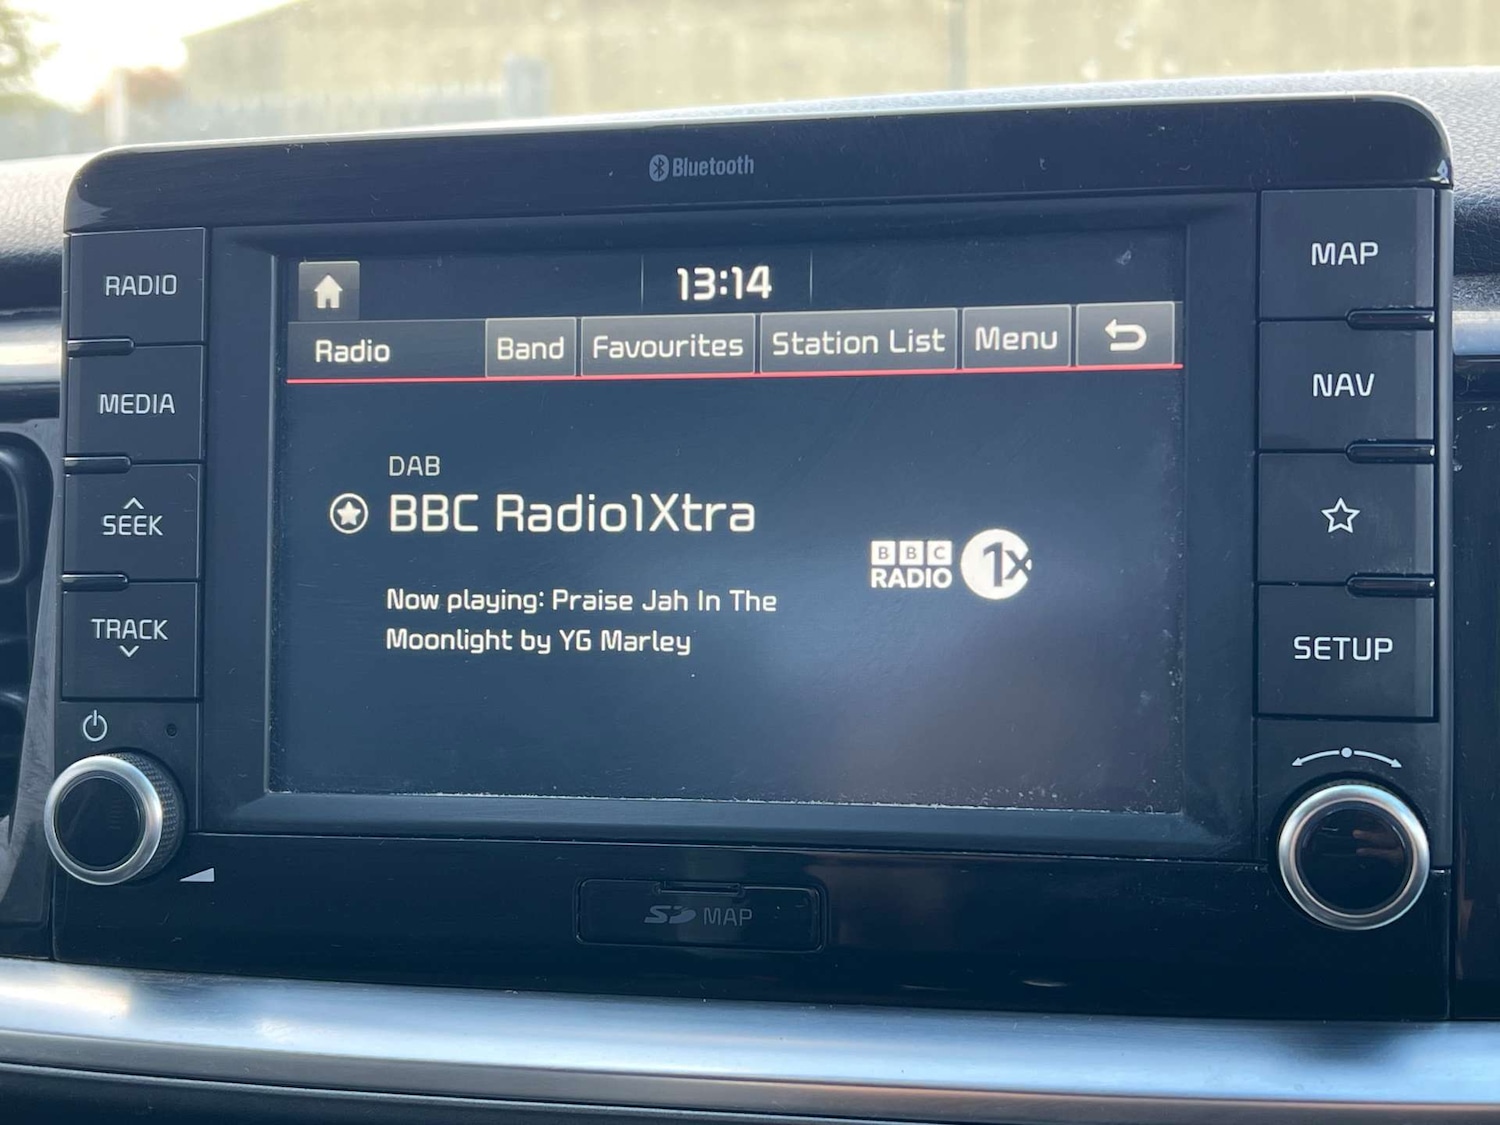 Bluetooth
RADIO
MEDIA
SEEK
TRACK
13:14
Radio
Band
Favourites
Station List
Menu
DAB
BBC Radio1Xtra
Now playing: Praise Jah In The
Moonlight by YG Marley
BBC
RADIO
1X
MAP
NAV
SETUP
SD MAP